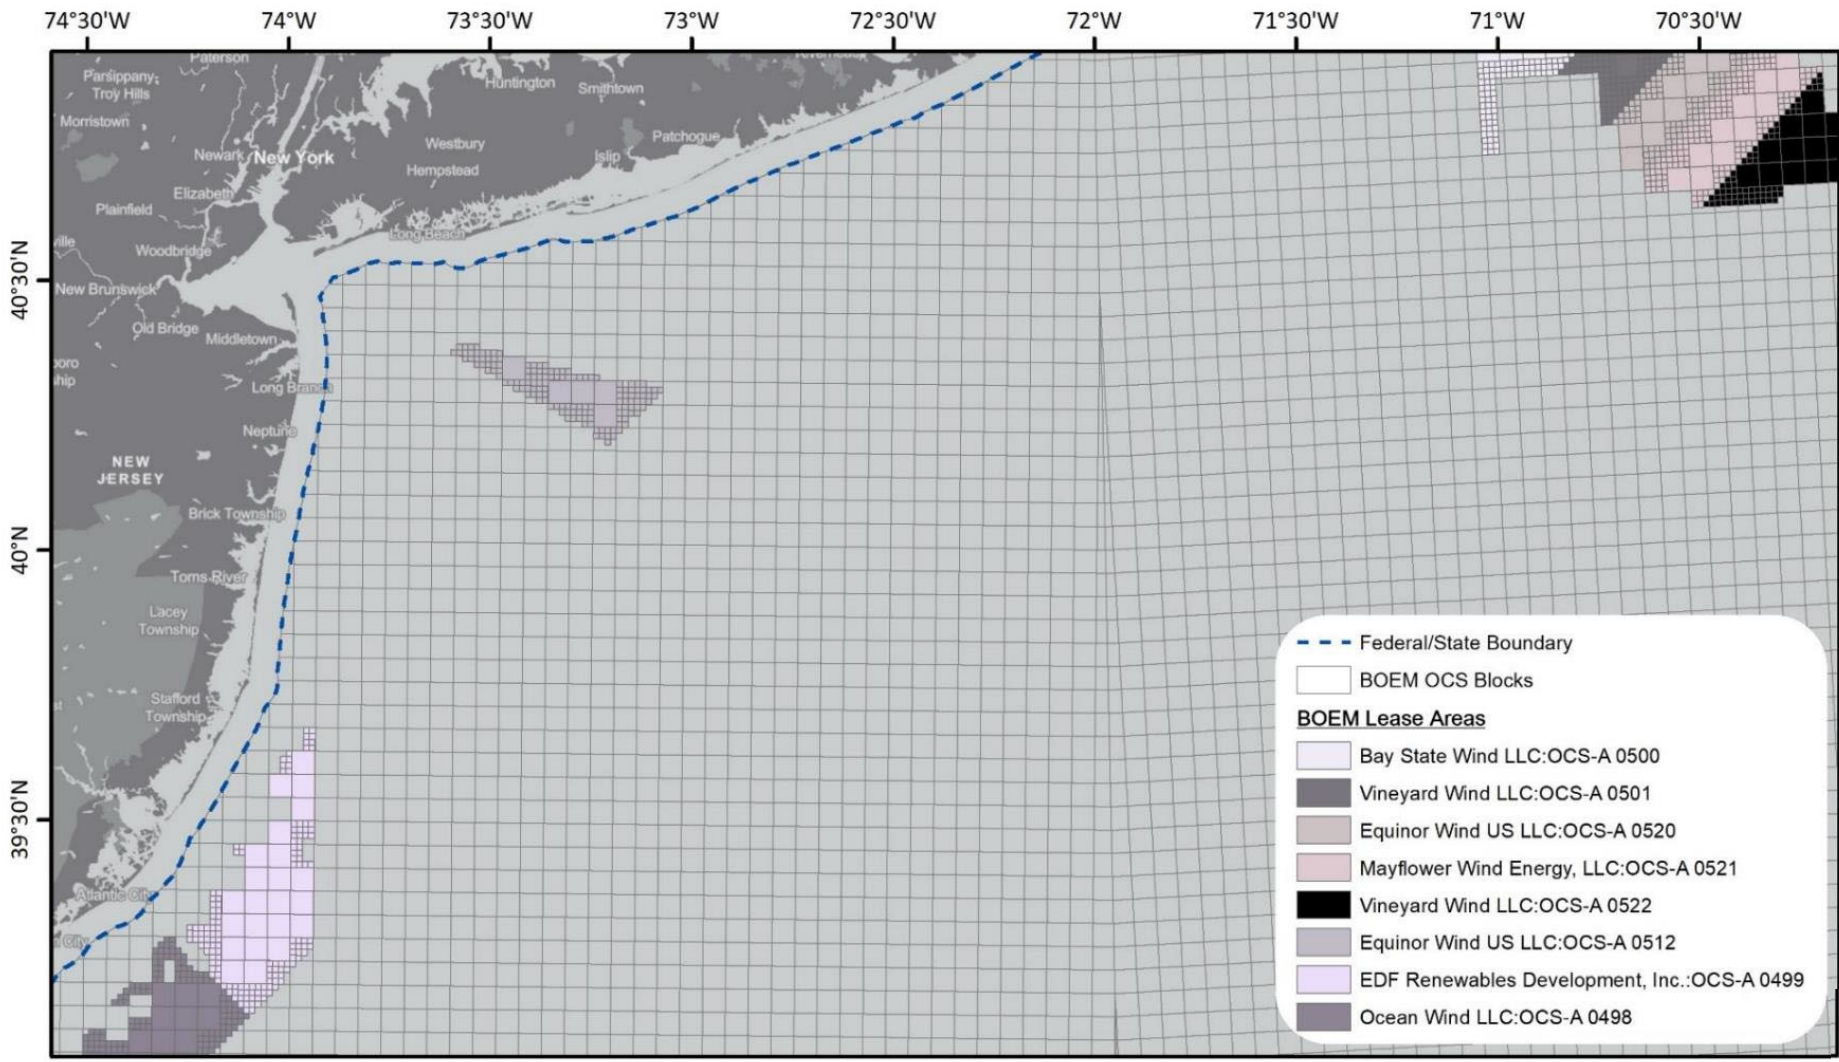 74°30'W 74°W 73°30'W 73°W 72°30'W 72°W 71°30'W 71°W 70°30'W
Paterson
Parsippany-
Troy Hills
Huntington
Smithtown
Morristown
Westbury
Patchogue
Newark
New York
Islip
Hempstead
Elizabeth
Plainfield
Long Beach
Woodbridge
40°30'N
New Brunswick
Old Bridge
Middletown
Long Branch
Neptune
NEW
JERSEY
Brick Township
40°N
Toms River
Lacey
Township
Stafford
Township
39°30'N
Atlantic City
City
Federal/State Boundary
BOEM OCS Blocks
BOEM Lease Areas
Bay State Wind LLC:OCS-A 0500
Vineyard Wind LLC:OCS-A 0501
Equinor Wind US LLC:OCS-A 0520
Mayflower Wind Energy, LLC:OCS-A 0521
Vineyard Wind LLC:OCS-A 0522
Equinor Wind US LLC:OCS-A 0512
EDF Renewables Development, Inc.:OCS-A 0499
Ocean Wind LLC:OCS-A 0498